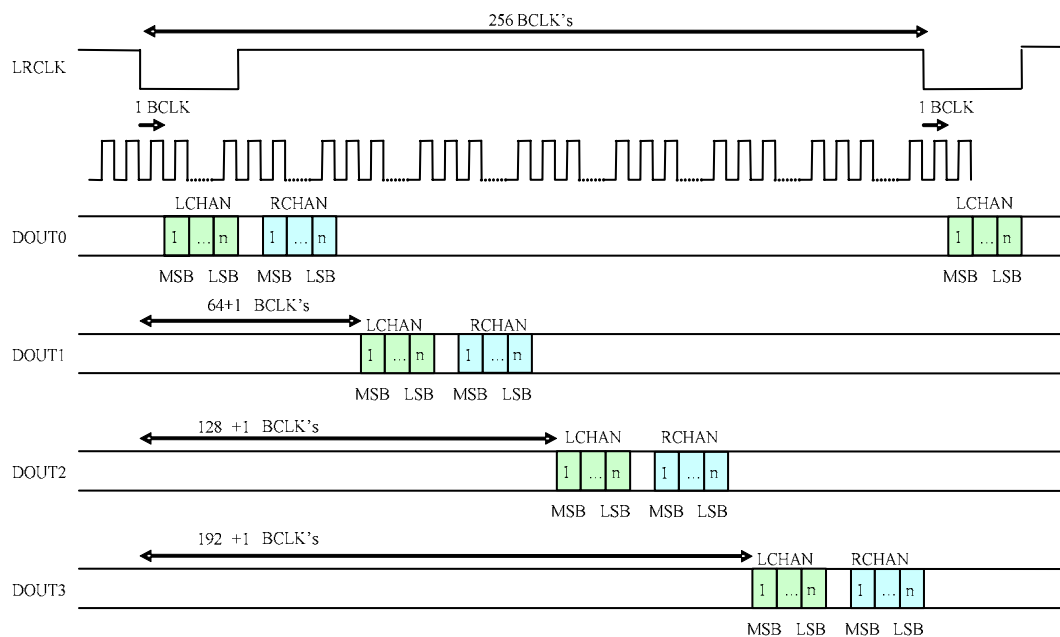 256 BCLK's
LRCLK
1 BCLK 1 BCLK
LCHAN RCHAN LCHAN
DOUT0 1 ... n 1 ... n 1 ... n
MSB LSB MSB LSB MSB LSB
64+1 BCLK's
LCHAN RCHAN
DOUT1 1 ... n 1 ... n
MSB LSB MSB LSB
128 +1 BCLK's
LCHAN RCHAN
DOUT2 1 ... n 1 ... n
MSB LSB MSB LSB
192 +1 BCLK's
LCHAN RCHAN
DOUT3 1 ... n 1 ... n
MSB LSB MSB LSB